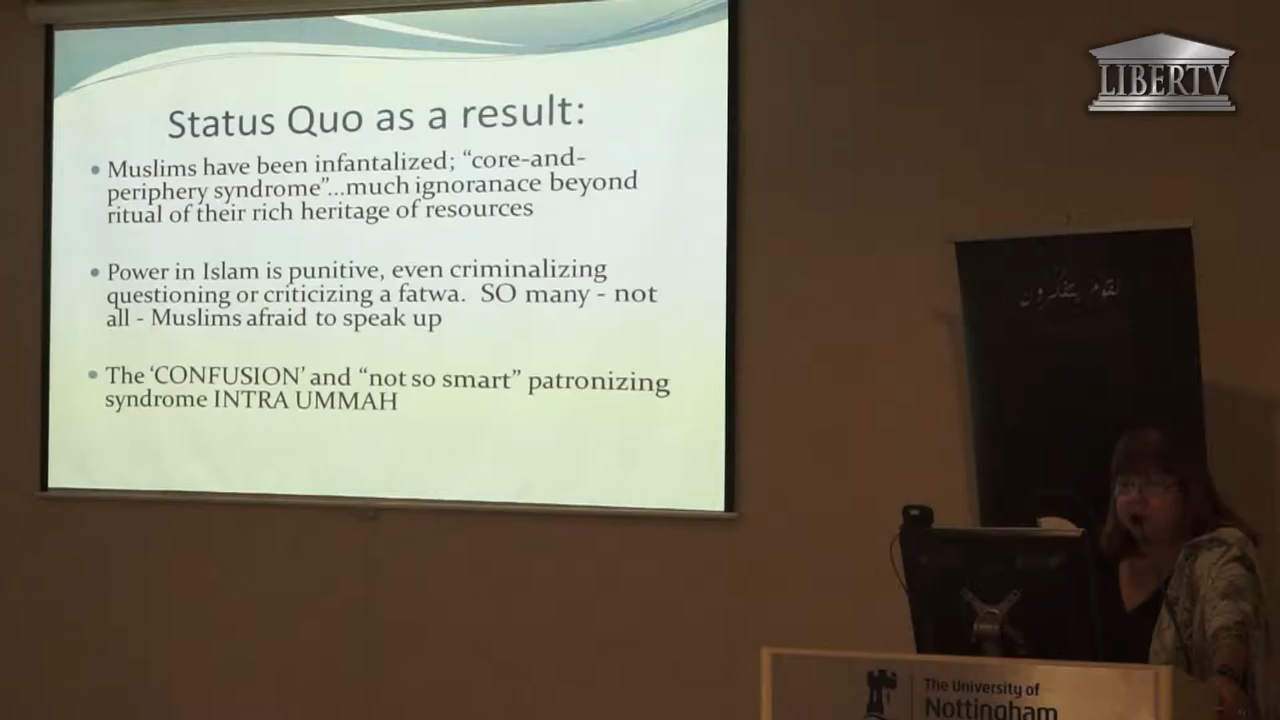 LIBERTV
Status Quo as a result:
• Muslims have been infantalized; “core-and-
periphery syndrome”...much ignoranace beyond
ritual of their rich heritage of resources
• Power in Islam is punitive, even criminalizing
questioning or criticizing a fatwa. SO many - not
all - Muslims afraid to speak up
• The ‘CONFUSION’ and “not so smart” patronizing
syndrome INTRA UMMAH
لقوم يتفكرون
The University of
Nottingham